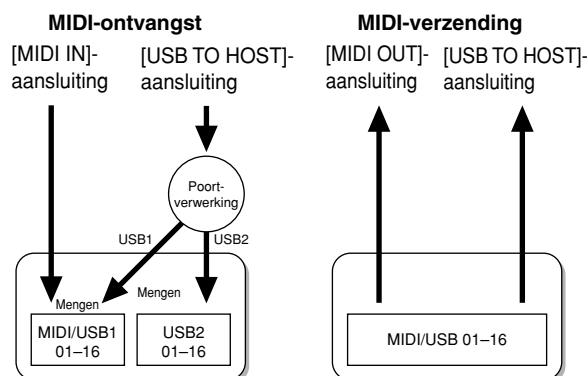 MIDI-ontvangst
[MIDI IN]-
aansluiting
[USB TO HOST]-
aansluiting
Poort-
verwerking
USB1
USB2
Mengen
Mengen
MIDI/USB1
01–16
USB2
01–16
MIDI-verzending
[MIDI OUT]-
aansluiting
[USB TO HOST]-
aansluiting
MIDI/USB 01–16